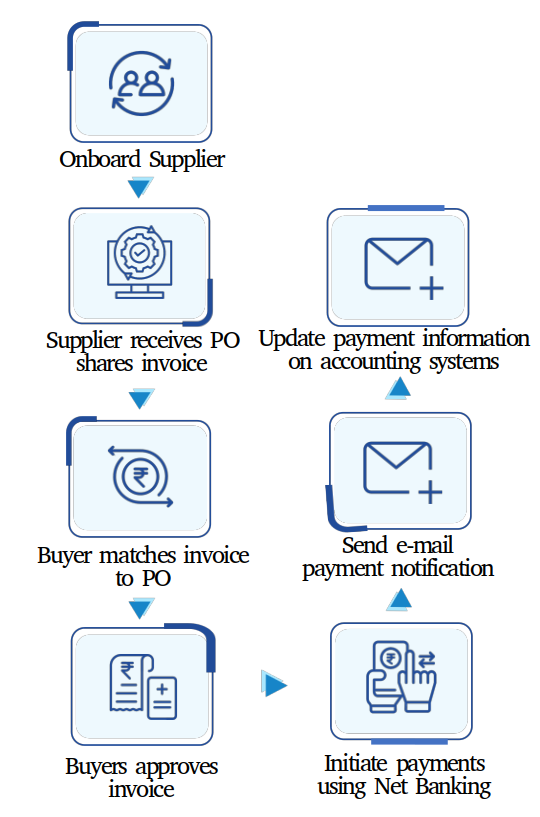 Onboard Supplier
Supplier receives PO
shares invoice
Buyer matches invoice
to PO
Buyers approves
invoice
Initiate payments
using Net Banking
Send e-mail
payment notification
Update payment information
on accounting systems